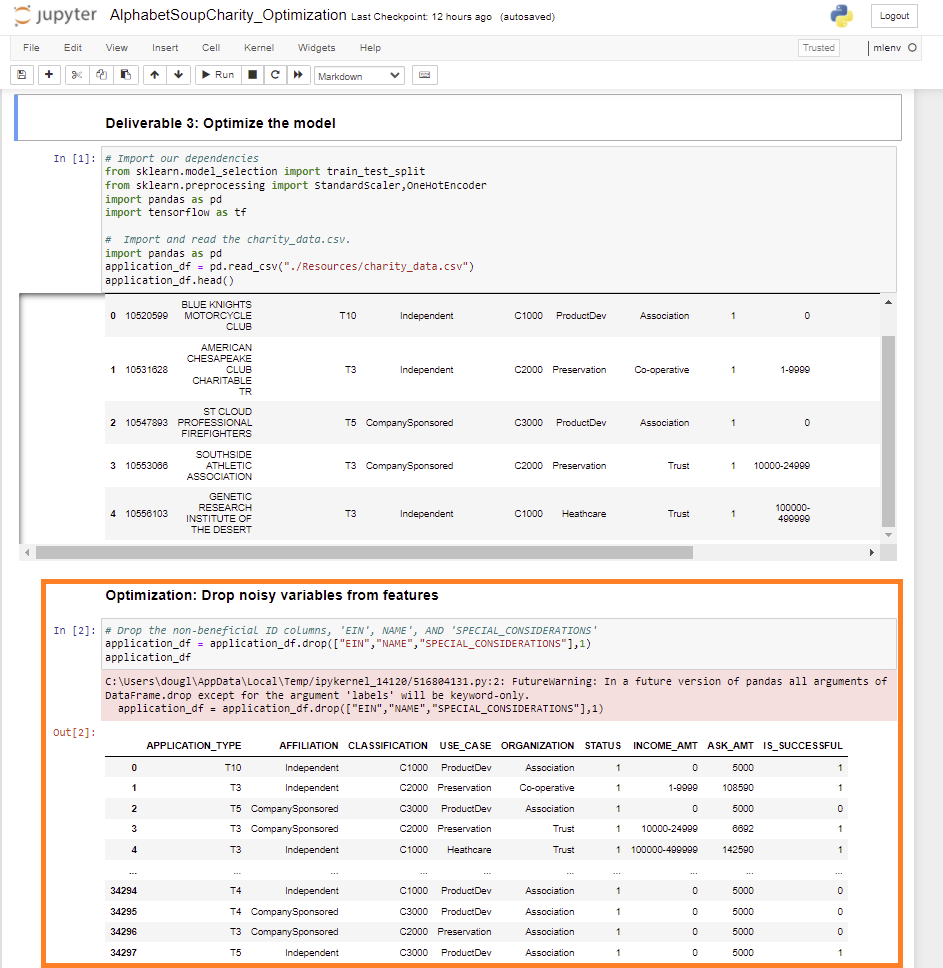 jupyter AlphabetSoupCharity_Optimization Last Checkpoint: 12 hours ago (autosaved)
Logout
File Edit View Insert Cell Kernel Widgets Help
Trusted
mlenv
Run
Markdown
Deliverable 3: Optimize the model
In [1]:
# Import our dependencies
from sklearn.model_selection import train_test_split
from sklearn.preprocessing import StandardScaler,OneHotEncoder
import pandas as pd
import tensorflow as tf
#  Import and read the charity_data.csv.
import pandas as pd
application_df = pd.read_csv("./Resources/charity_data.csv")
application_df.head()
BLUE KNIGHTS
0 10520599 MOTORCYCLE T10 Independent C1000 ProductDev Association 1 0
CLUB
AMERICAN
CHESAPEAKE
1 10531628 CLUB T3 Independent C2000 Preservation Co-operative 1 1-9999
CHARITABLE
TR
ST CLOUD
2 10547893 PROFESSIONAL T5 CompanySponsored C3000 ProductDev Association 1 0
FIREFIGHTERS
SOUTHSIDE
3 10553066 ATHLETIC T3 CompanySponsored C2000 Preservation Trust 1 10000-24999
ASSOCIATION
GENETIC
RESEARCH 100000-
4 10556103 T3 Independent C1000 Heathcare Trust 1
INSTITUTE OF 499999
THE DESERT
Optimization: Drop noisy variables from features
In [2]:
# Drop the non-beneficial ID columns, 'EIN', NAME', AND 'SPECIAL_CONSIDERATIONS'
application_df = application_df.drop(["EIN","NAME","SPECIAL_CONSIDERATIONS"],1)
application_df
C:\Users\dougl\AppData\Local\Temp/ipykernel_14120/516804131.py:2: FutureWarning: In a future version of pandas all arguments of
DataFrame.drop except for the argument 'labels' will be keyword-only.
  application_df = application_df.drop(["EIN","NAME","SPECIAL_CONSIDERATIONS"],1)
Out[2]:
APPLICATION_TYPE AFFILIATION CLASSIFICATION USE_CASE ORGANIZATION STATUS INCOME_AMT ASK_AMT IS_SUCCESSFUL
0 T10 Independent C1000 ProductDev Association 1 0 5000 1
1 T3 Independent C2000 Preservation Co-operative 1 1-9999 108590 1
2 T5 CompanySponsored C3000 ProductDev Association 1 0 5000 0
3 T3 CompanySponsored C2000 Preservation Trust 1 10000-24999 6692 1
4 T3 Independent C1000 Heathcare Trust 1 100000-499999 142590 1
... ... ... ... ... ... ... ... ... ...
34294 T4 Independent C1000 ProductDev Association 1 0 5000 0
34295 T4 CompanySponsored C3000 ProductDev Association 1 0 5000 0
34296 T3 CompanySponsored C2000 Preservation Association 1 0 5000 0
34297 T5 Independent C3000 ProductDev Association 1 0 5000 1